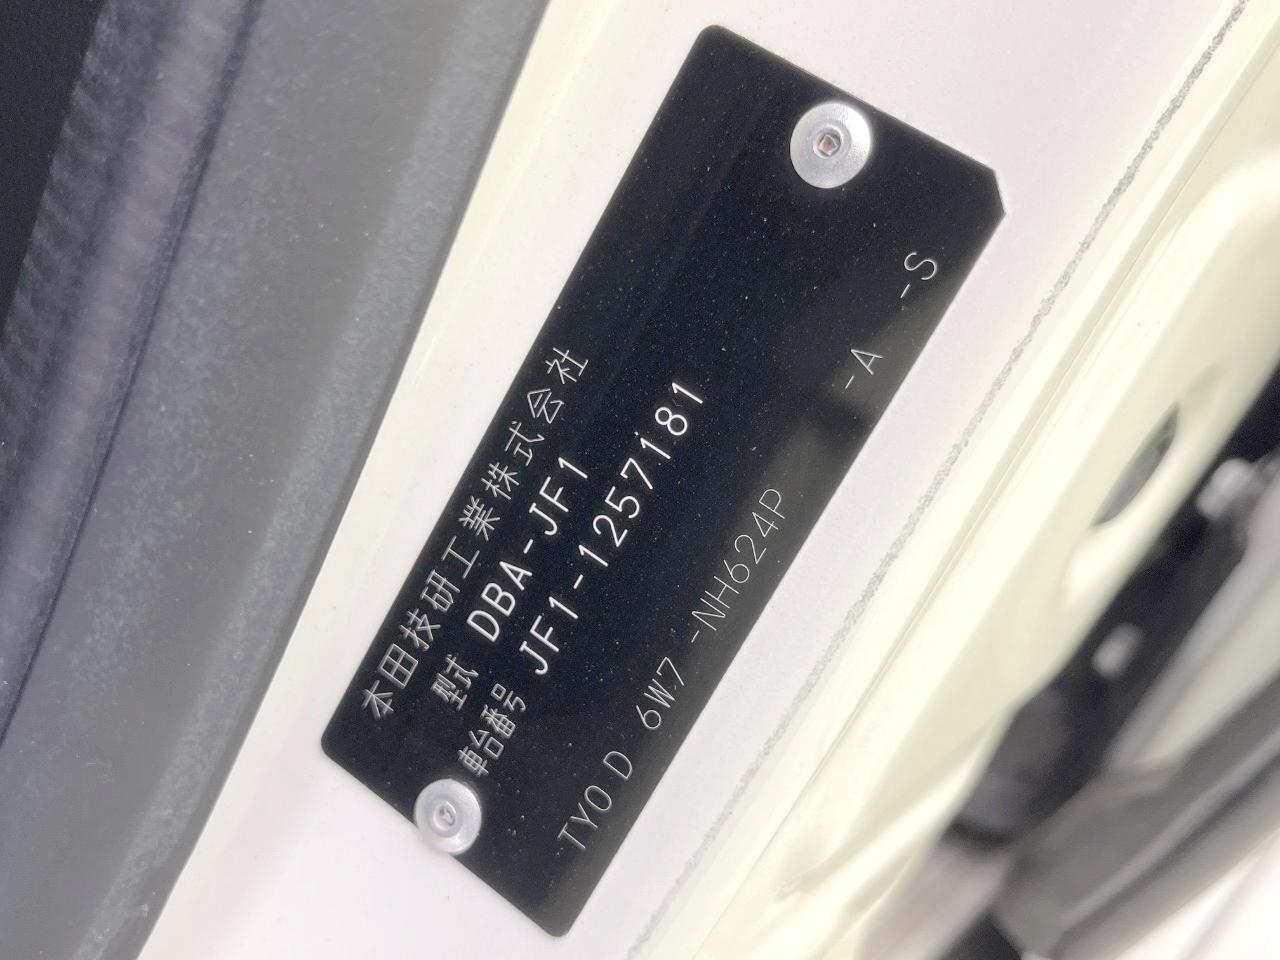 本田技研工業株式会社
型式 DBA-JF1
車台番号 JF1-1257181
TY0 D 6W7 -NH624P -A -S